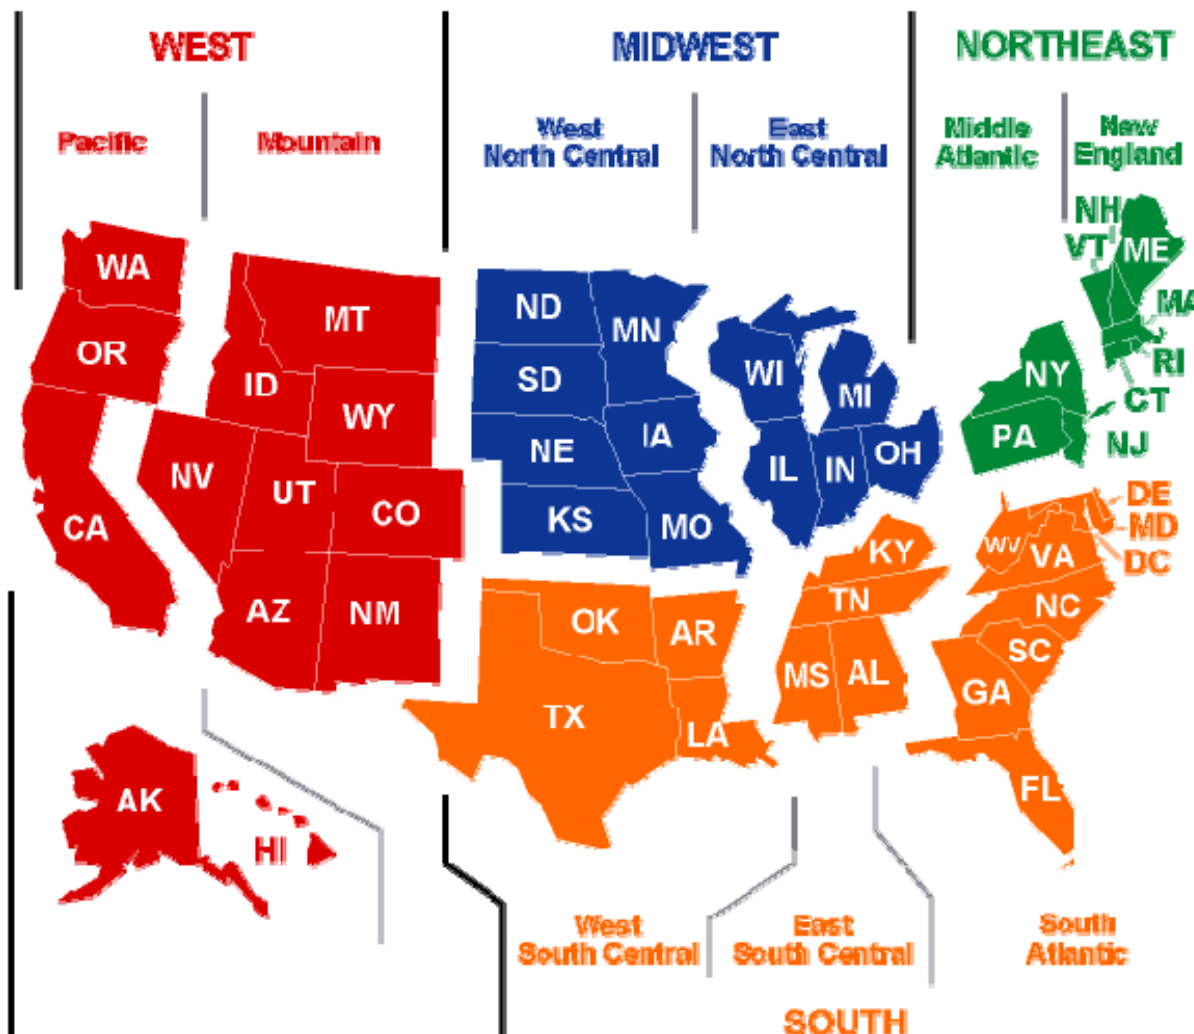 WEST
MIDWEST
NORTHEAST
Pacific
Mountain
West
North Central
East
North Central
Middle
Atlantic
New
England
NH
VT
ME
WA
MT
ND
MN
MA
OR
ID
SD
WI
MI
NY
RI
WY
IA
CT
NV
NE
IL
IN
OH
PA
NJ
CA
UT
CO
KS
MO
DE
MD
DC
KY
WV
VA
AZ
NM
OK
AR
TN
NC
MS
AL
SC
TX
LA
GA
AK
HI
FL
West
South Central
East
South Central
South
Atlantic
SOUTH